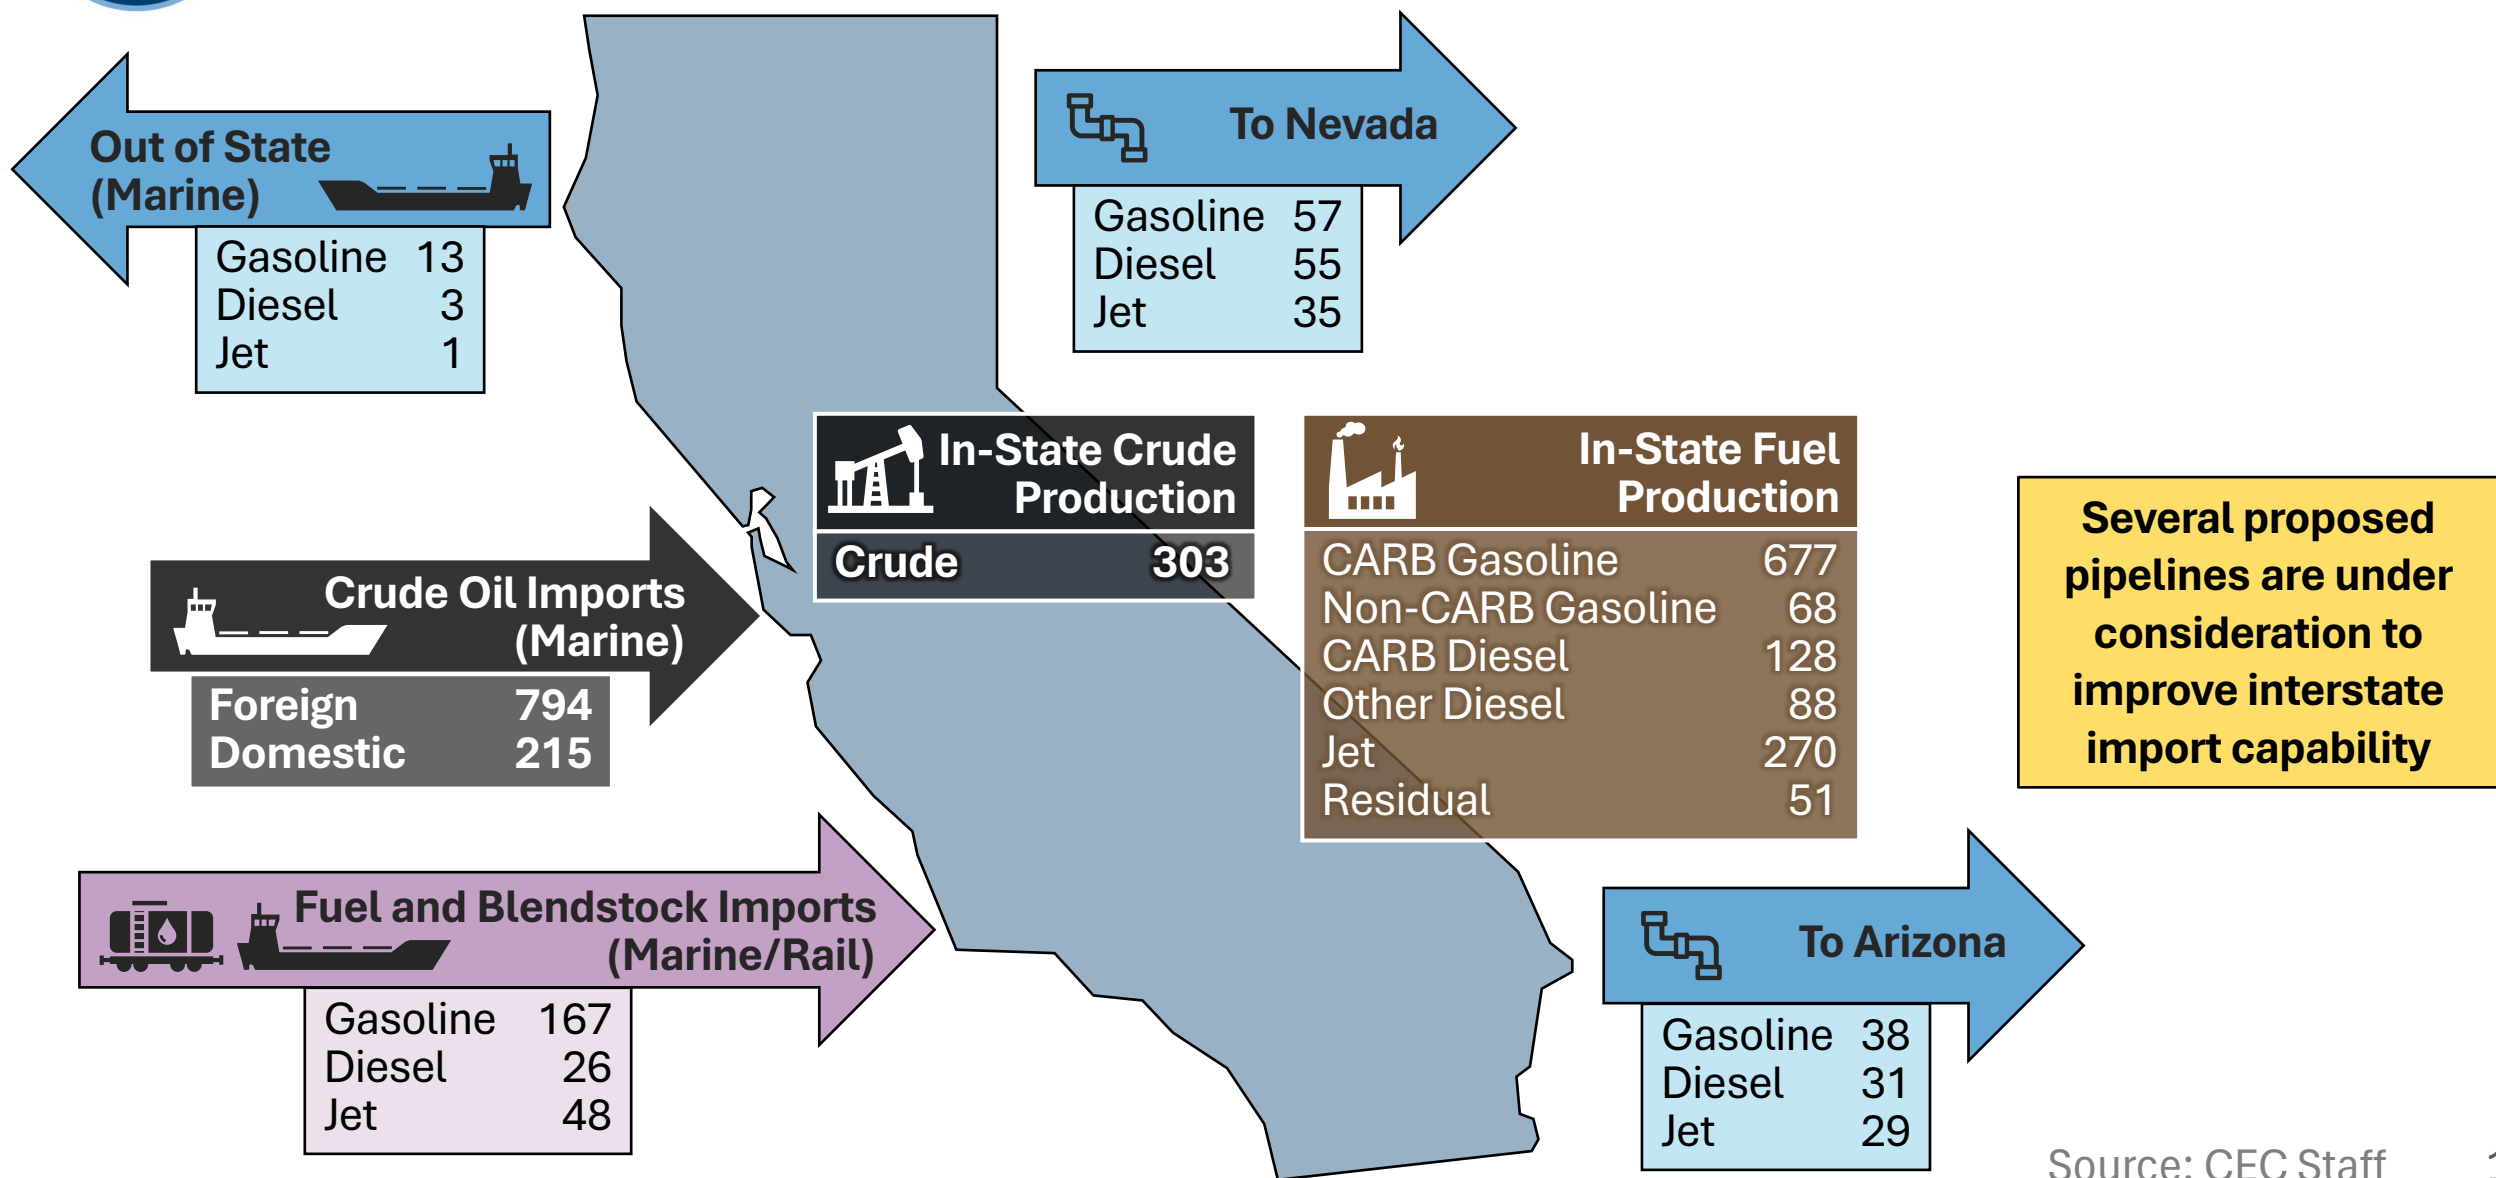 Out of State
(Marine)
Gasoline 13
Diesel 3
Jet 1
To Nevada
Gasoline 57
Diesel 55
Jet 35
In-State Crude
Production
Crude 303
In-State Fuel
Production
CARB Gasoline 677
Non-CARB Gasoline 68
CARB Diesel 128
Other Diesel 88
Jet 270
Residual 51
Several proposed
pipelines are under
consideration to
improve interstate
import capability
Crude Oil Imports
(Marine)
Foreign 794
Domestic 215
Fuel and Blendstock Imports
(Marine/Rail)
Gasoline 167
Diesel 26
Jet 48
To Arizona
Gasoline 38
Diesel 31
Jet 29
Source: CEC Staff